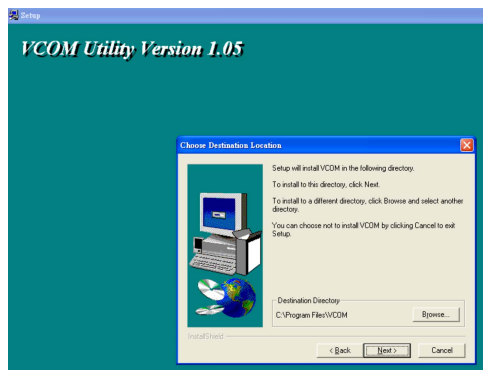 Setup
VCOM Utility Version 1.05
Choose Destination Location
Setup will install VCOM in the following directory.
To install to this directory, click Next.
To install to a different directory, click Browse and select another
directory.
You can choose not to install VCOM by clicking Cancel to exit
Setup.
Destination Directory
C:\Program Files\VCOM
Browse...
InstallShield
< Back
Next >
Cancel